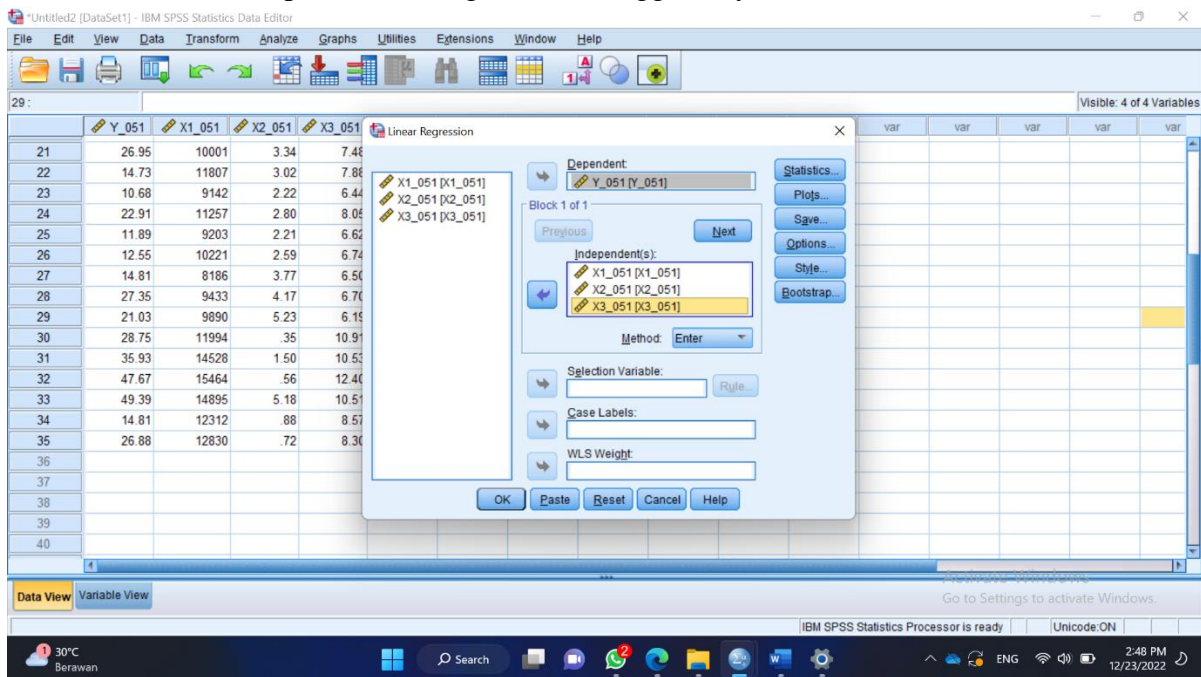 *Untitled2 [DataSet1] - IBM SPSS Statistics Data Editor
File Edit View Data Transform Analyze Graphs Utilities Extensions Window Help
29 : Visible: 4 of 4 Variables
Y_051 X1_051 X2_051 X3_051 var var var var var
21 26.95 10001 3.34 7.48
22 14.73 11807 3.02 7.88
23 10.68 9142 2.22 6.44
24 22.91 11257 2.80 8.05
25 11.89 9203 2.21 6.62
26 12.55 10221 2.59 6.74
27 14.81 8186 3.77 6.50
28 27.35 9433 4.17 6.70
29 21.03 9890 5.23 6.19
30 28.75 11994 .35 10.91
31 35.93 14528 1.50 10.53
32 47.67 15464 .56 12.40
33 49.39 14895 5.18 10.51
34 14.81 12312 .88 8.57
35 26.88 12830 .72 8.30
36
37
38
39
40
Linear Regression
X1_051 [X1_051]
X2_051 [X2_051]
X3_051 [X3_051]
Dependent:
Y_051 [Y_051]
Block 1 of 1
Previous Next
Independent(s):
X1_051 [X1_051]
X2_051 [X2_051]
X3_051 [X3_051]
Method: Enter
Selection Variable:
Rule...
Case Labels:
WLS Weight:
Statistics...
Plots...
Save...
Options...
Style...
Bootstrap...
OK Paste Reset Cancel Help
Activate Windows
Go to Settings to activate Windows.
Data View Variable View
IBM SPSS Statistics Processor is ready Unicode:ON
1 30°C
Berawan
Search
2
ENG
2:48 PM
12/23/2022